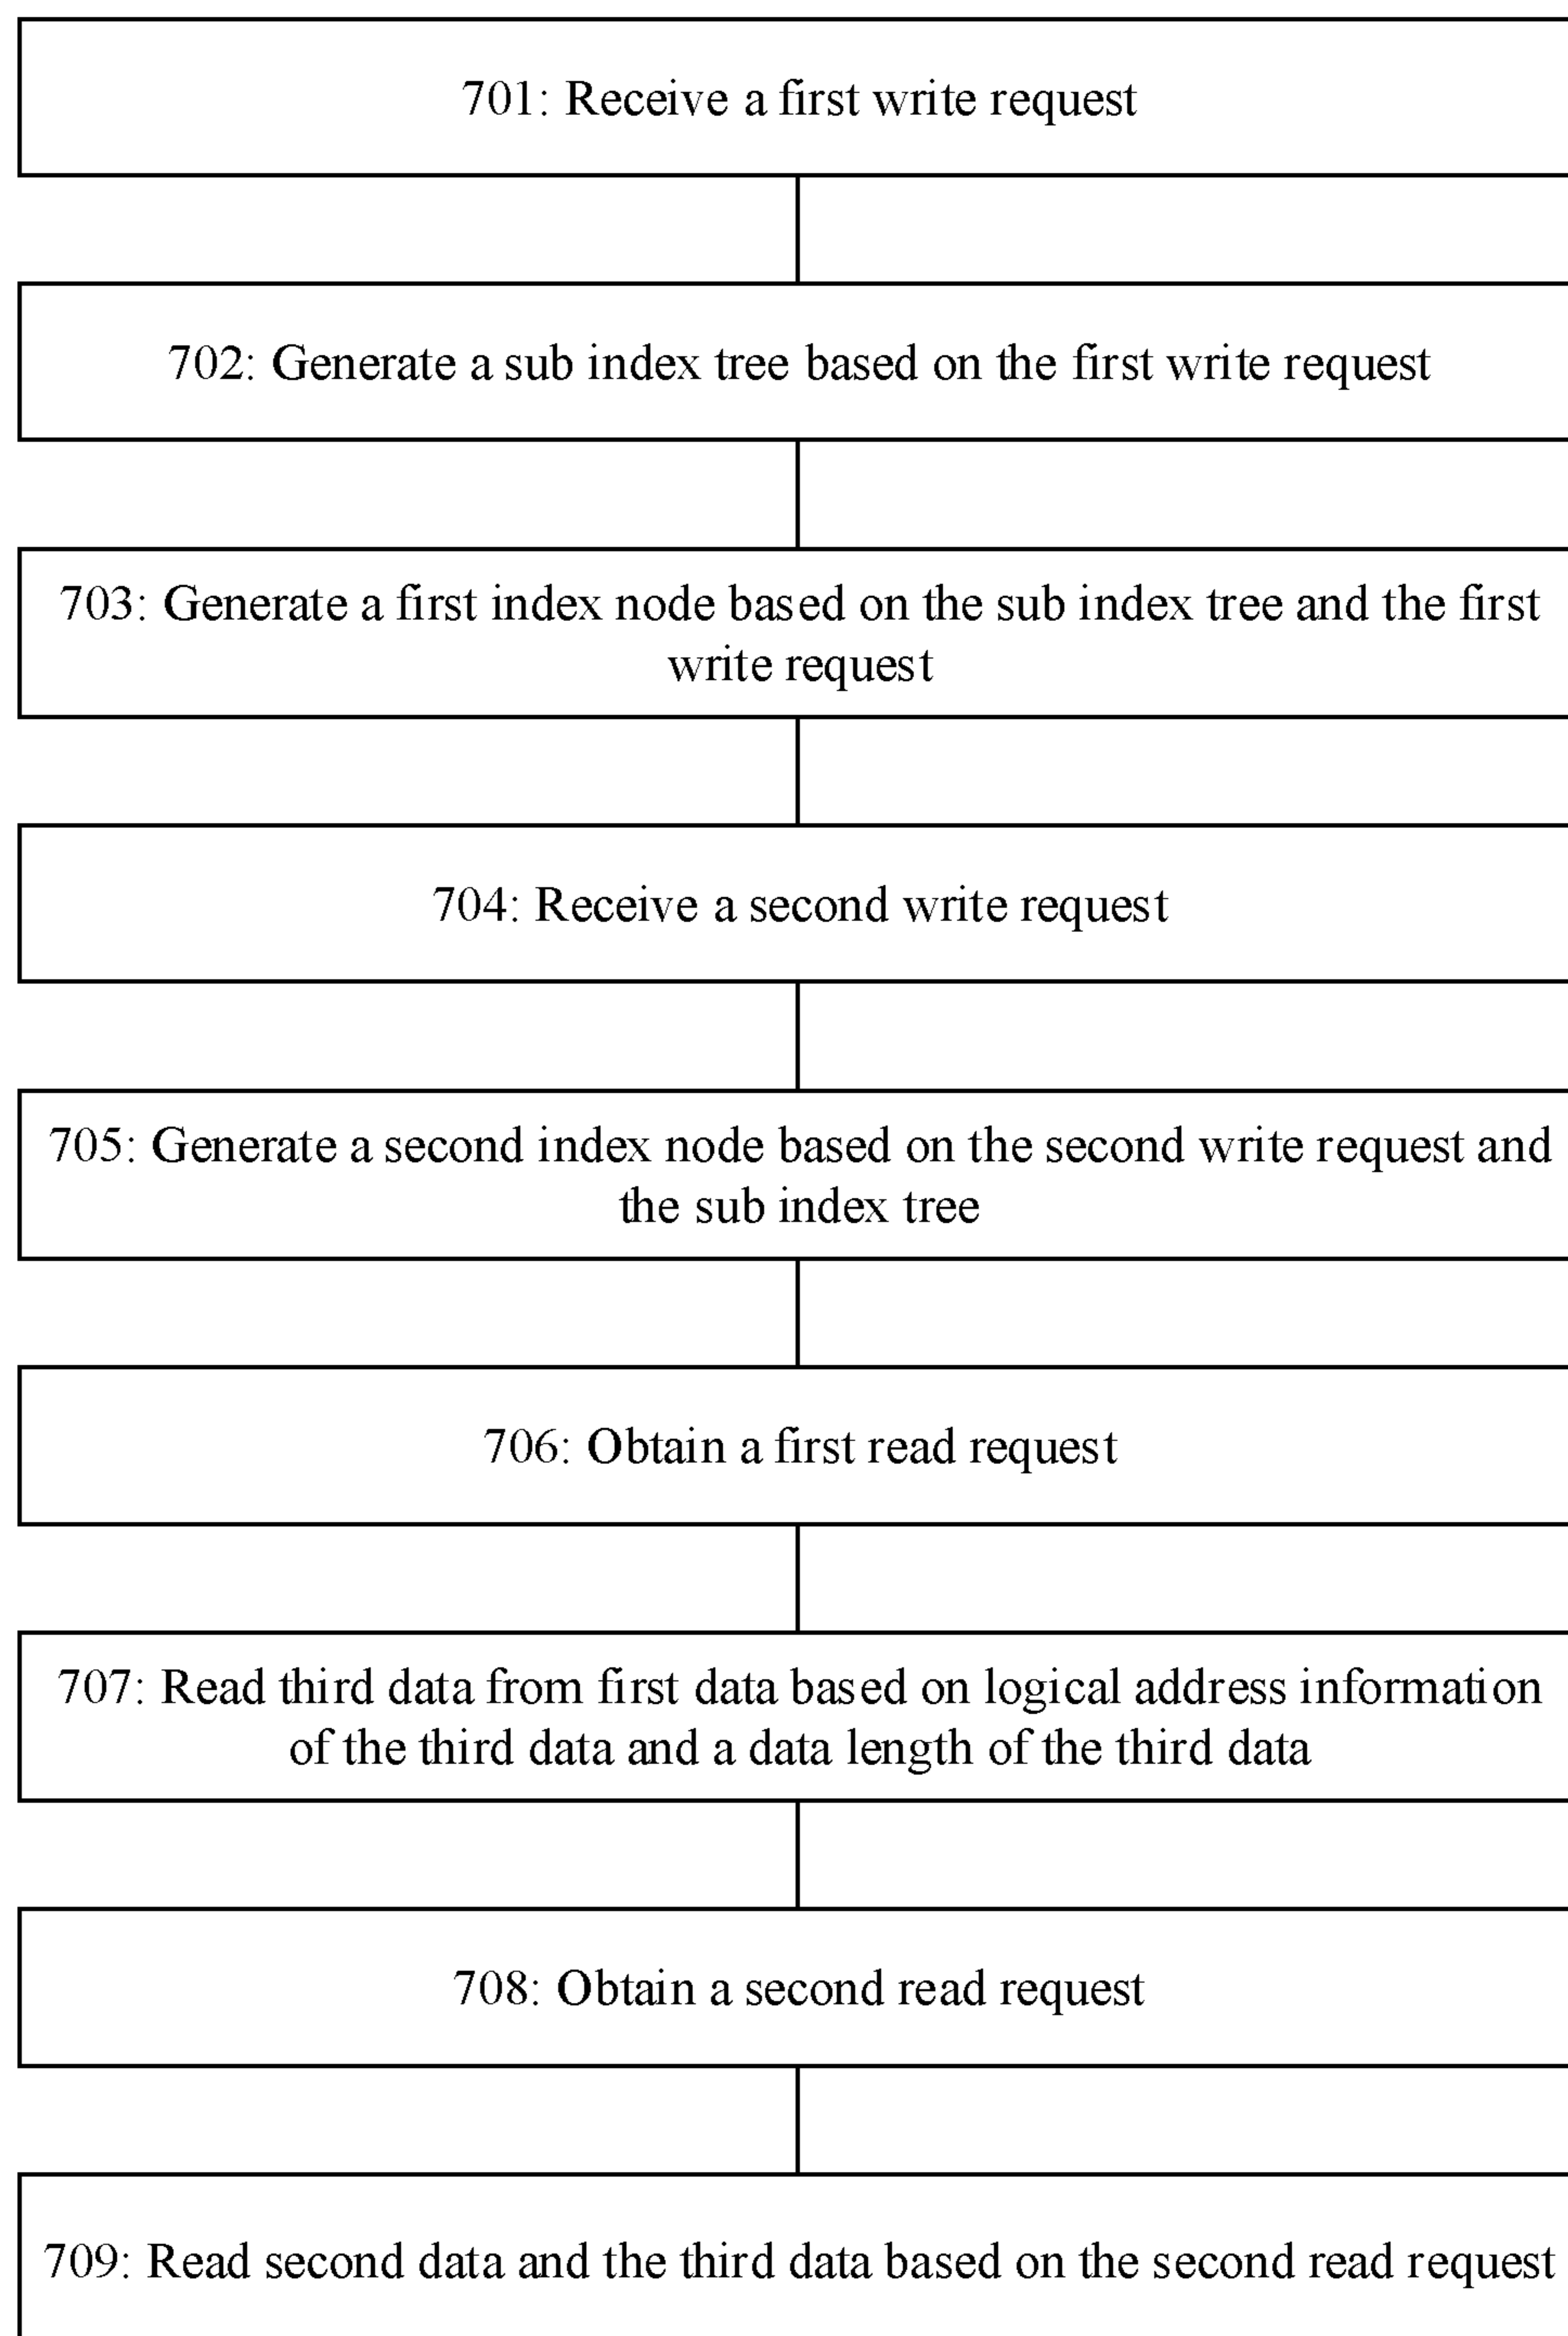 701: Receive a first write request
702: Generate a sub index tree based on the first write request
703: Generate a first index node based on the sub index tree and the first
write request
704: Receive a second write request
705: Generate a second index node based on the second write request and
the sub index tree
706: Obtain a first read request
707: Read third data from first data based on logical address information
of the third data and a data length of the third data
708: Obtain a second read request
709: Read second data and the third data based on the second read request